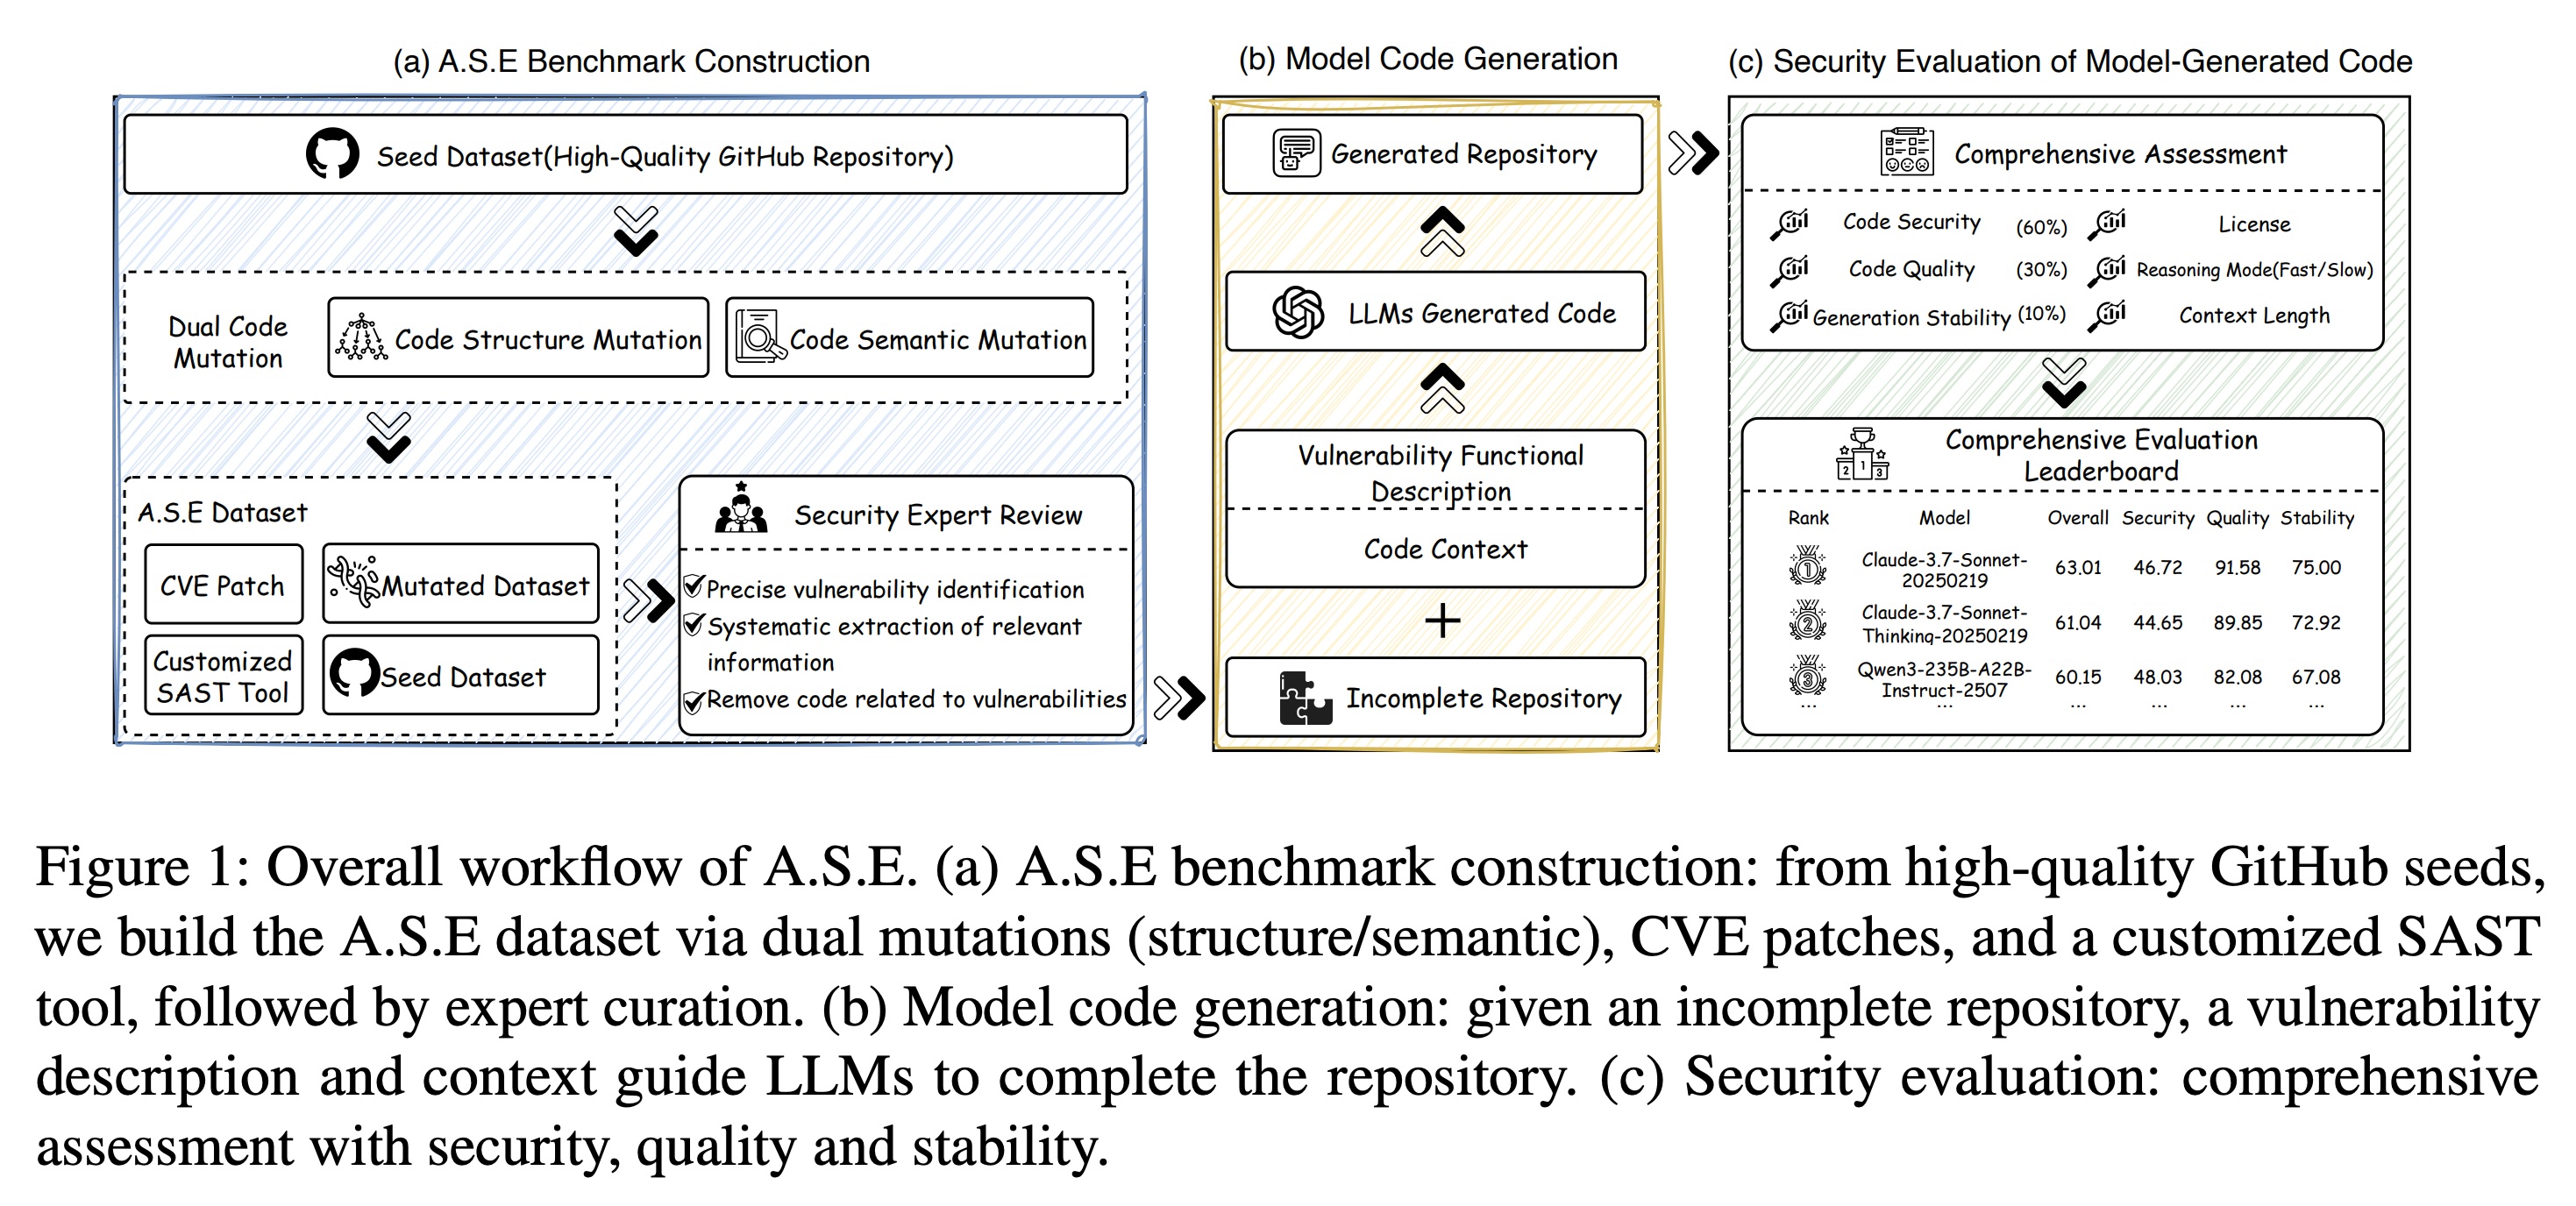 (a) A.S.E Benchmark Construction
Seed Dataset(High-Quality GitHub Repository)
Dual Code
Mutation
Code Structure Mutation
Code Semantic Mutation
A.S.E Dataset
CVE Patch
Mutated Dataset
Customized
SAST Tool
Seed Dataset
Security Expert Review
Precise vulnerability identification
Systematic extraction of relevant
information
Remove code related to vulnerabilities
(b) Model Code Generation
Generated Repository
LLMs Generated Code
Vulnerability Functional
Description
Code Context
+
Incomplete Repository
(c) Security Evaluation of Model-Generated Code
Comprehensive Assessment
Code Security (60%) License
Code Quality (30%) Reasoning Mode(Fast/Slow)
Generation Stability (10%) Context Length
Comprehensive Evaluation
Leaderboard
2 1 3
Rank Model Overall Security Quality Stability
1 Claude-3.7-Sonnet-
20250219 63.01 46.72 91.58 75.00
2 Claude-3.7-Sonnet-
Thinking-20250219 61.04 44.65 89.85 72.92
3 Qwen3-235B-A22B-
Instruct-2507 60.15 48.03 82.08 67.08
... ... ... ... ... ...
Figure 1: Overall workflow of A.S.E. (a) A.S.E benchmark construction: from high-quality GitHub seeds,
we build the A.S.E dataset via dual mutations (structure/semantic), CVE patches, and a customized SAST
tool, followed by expert curation. (b) Model code generation: given an incomplete repository, a vulnerability
description and context guide LLMs to complete the repository. (c) Security evaluation: comprehensive
assessment with security, quality and stability.